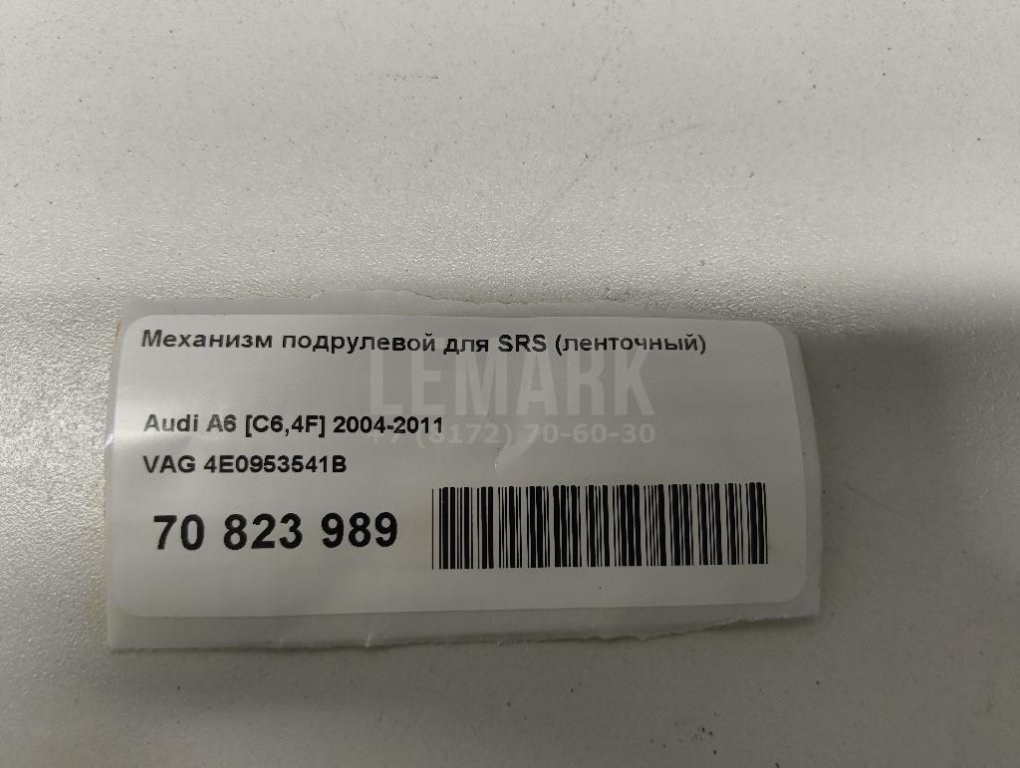 Механизм подрулевой для SRS (ленточный)
LEMARK
Audi A6 [C6,4F] 2004-2011
+7 (8172) 70-60-30
VAG 4E0953541B
70 823 989